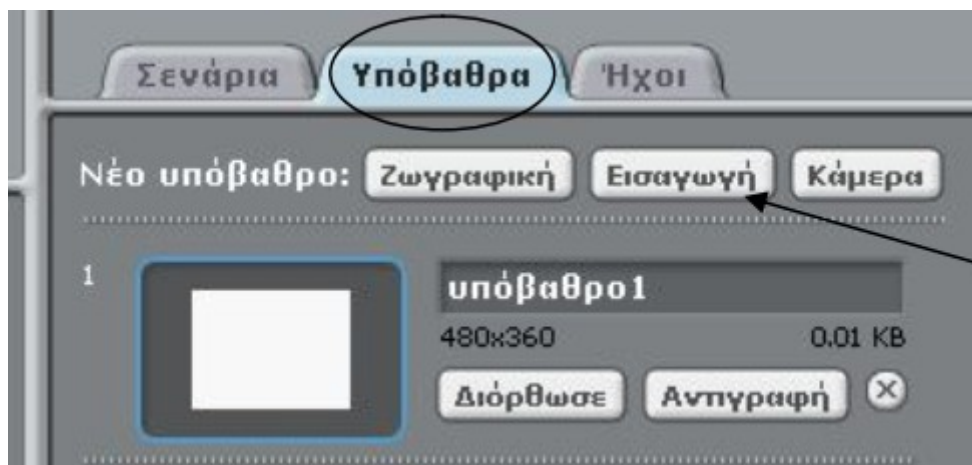 Σενάρια Υπόβαθρα Ήχοι
Νέο υπόβαθρο: Ζωγραφική Εισαγωγή Κάμερα
1
υπόβαθρο1
480x360 0.01 KB
Διόρθωσε Αντιγραφή